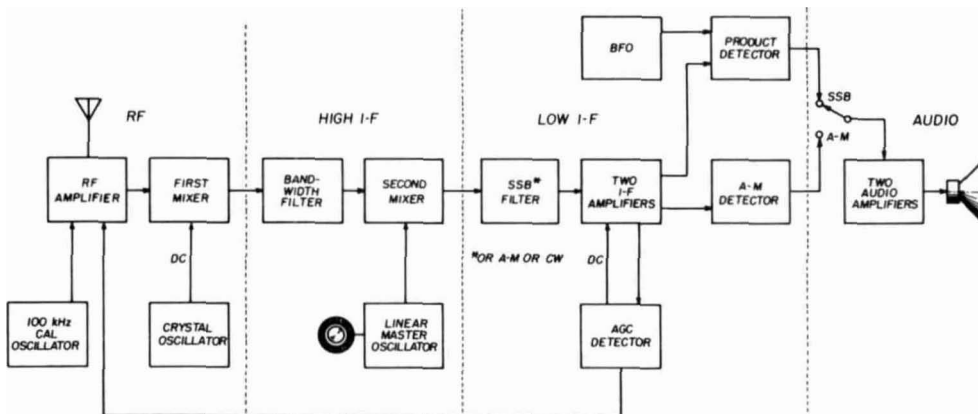 RF
HIGH I-F
LOW I-F
AUDIO
BFO
PRODUCT
DETECTOR
SSB
A-M
RF
AMPLIFIER
FIRST
MIXER
BAND-
WIDTH
FILTER
SECOND
MIXER
SSB*
FILTER
TWO
I-F
AMPLIFIERS
A-M
DETECTOR
TWO
AUDIO
AMPLIFIERS
DC
*OR A-M OR CW
DC
100 kHz
CAL
OSCILLATOR
CRYSTAL
OSCILLATOR
LINEAR
MASTER
OSCILLATOR
AGC
DETECTOR